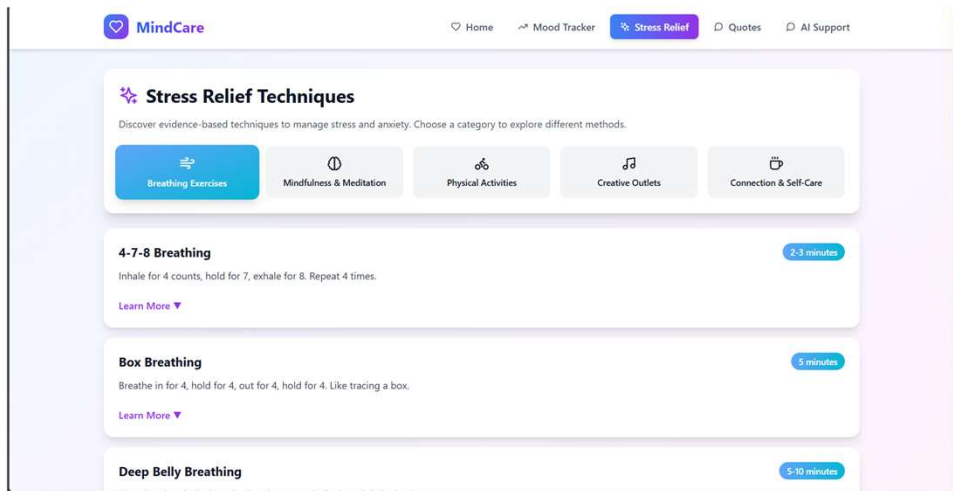 MindCare
Home
Mood Tracker
Stress Relief
Quotes
AI Support
Stress Relief Techniques
Discover evidence-based techniques to manage stress and anxiety. Choose a category to explore different methods.
Breathing Exercises
Mindfulness & Meditation
Physical Activities
Creative Outlets
Connection & Self-Care
4-7-8 Breathing
2-3 minutes
Inhale for 4 counts, hold for 7, exhale for 8. Repeat 4 times.
Learn More ▼
Box Breathing
5 minutes
Breathe in for 4, hold for 4, out for 4, hold for 4. Like tracing a box.
Learn More ▼
Deep Belly Breathing
5-10 minutes